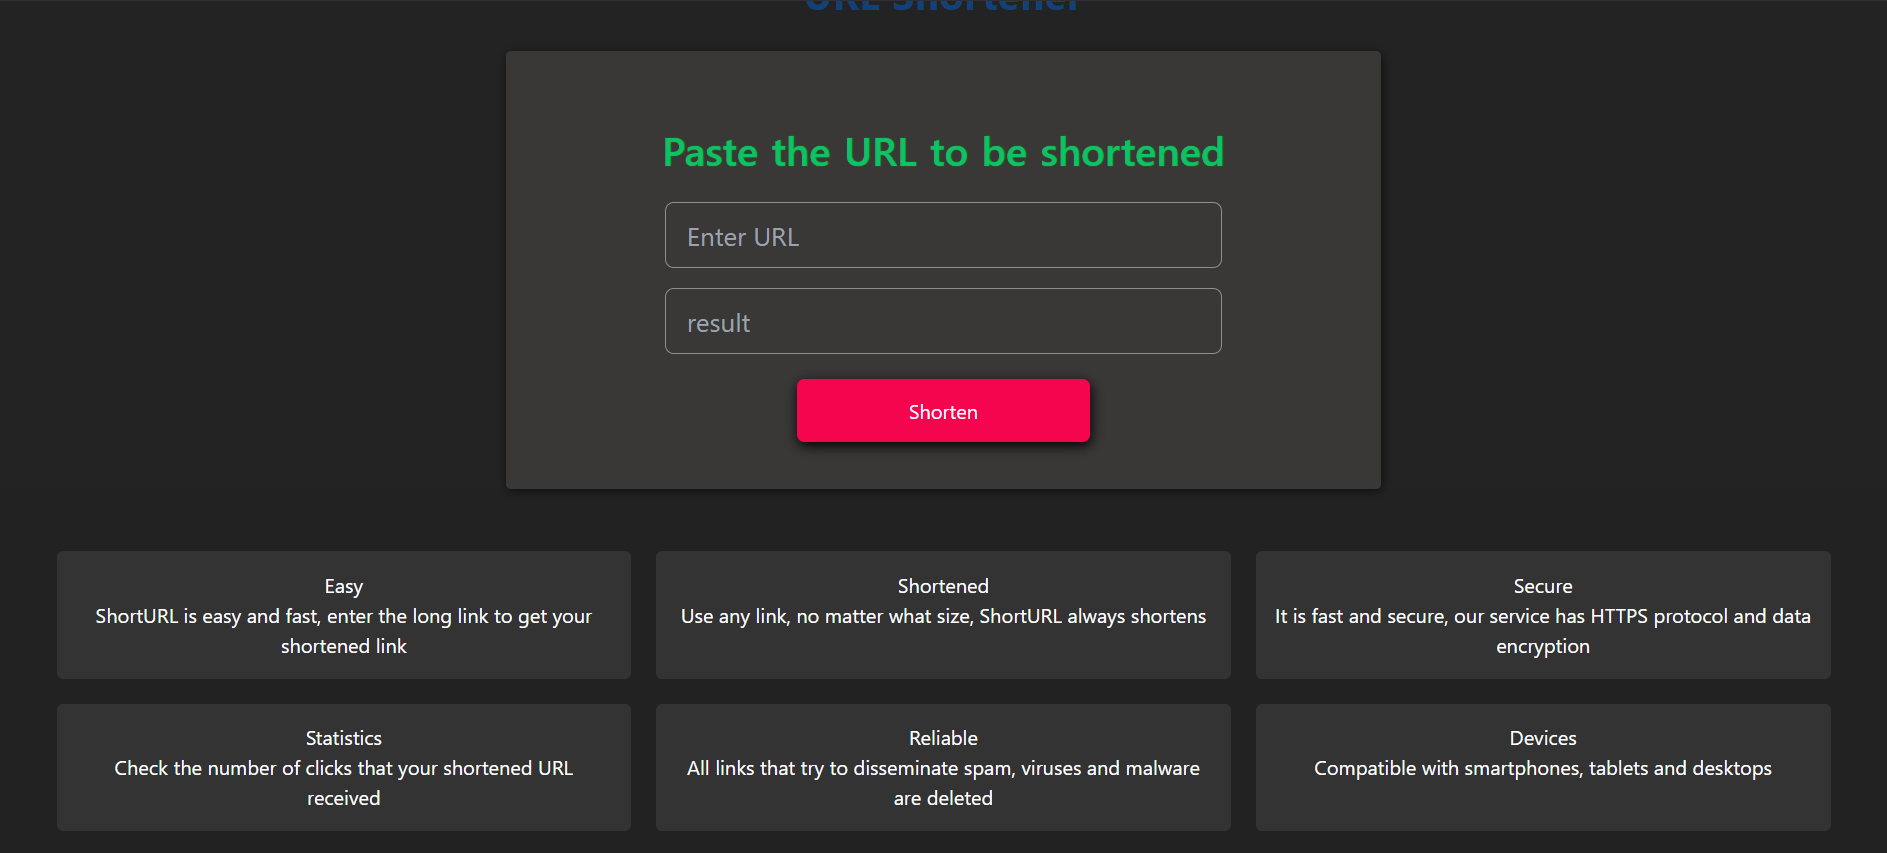 URL Shortener
Paste the URL to be shortened
Enter URL
result
Shorten
Easy
ShortURL is easy and fast, enter the long link to get your
shortened link
Shortened
Use any link, no matter what size, ShortURL always shortens
Secure
It is fast and secure, our service has HTTPS protocol and data
encryption
Statistics
Check the number of clicks that your shortened URL
received
Reliable
All links that try to disseminate spam, viruses and malware
are deleted
Devices
Compatible with smartphones, tablets and desktops